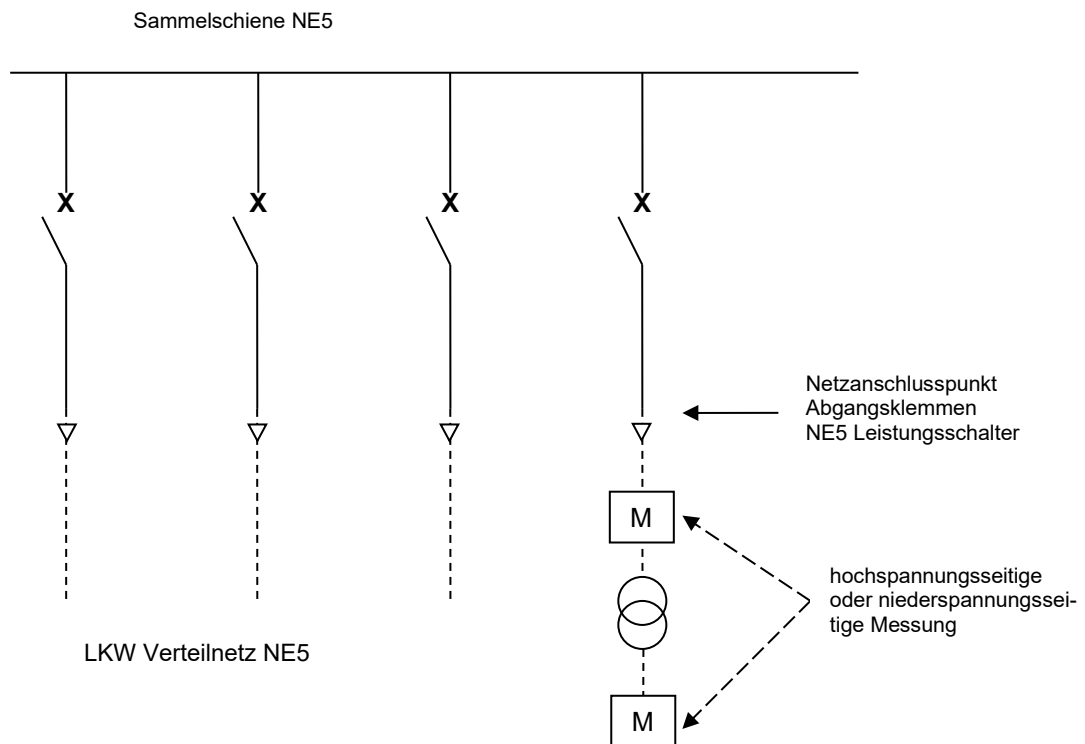 Sammelschiene NE5
X X X X
Netzanschlusspunkt
Abgangsklemmen
NE5 Leistungsschalter
M
hochspannungsseitige
oder niederspannungssei-
tige Messung
LKW Verteilnetz NE5
M